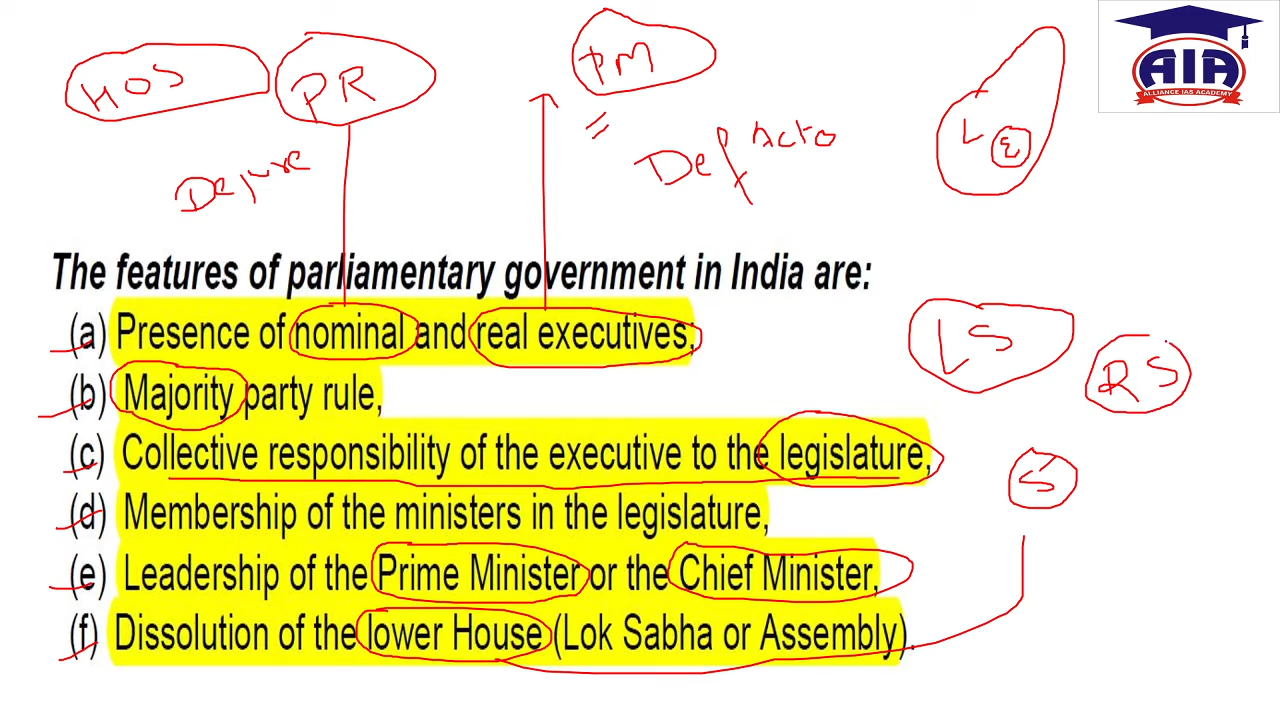 HOS PR PM
AIA
ALLIANCE IAS ACADEMY
L E
Dejure Defacto
The features of parliamentary government in India are:
(a) Presence of nominal and real executives;
LS
RS
(b) Majority party rule,
(c) Collective responsibility of the executive to the legislature,
S
(d) Membership of the ministers in the legislature,
(e) Leadership of the Prime Minister or the Chief Minister,
(f) Dissolution of the lower House (Lok Sabha or Assembly).